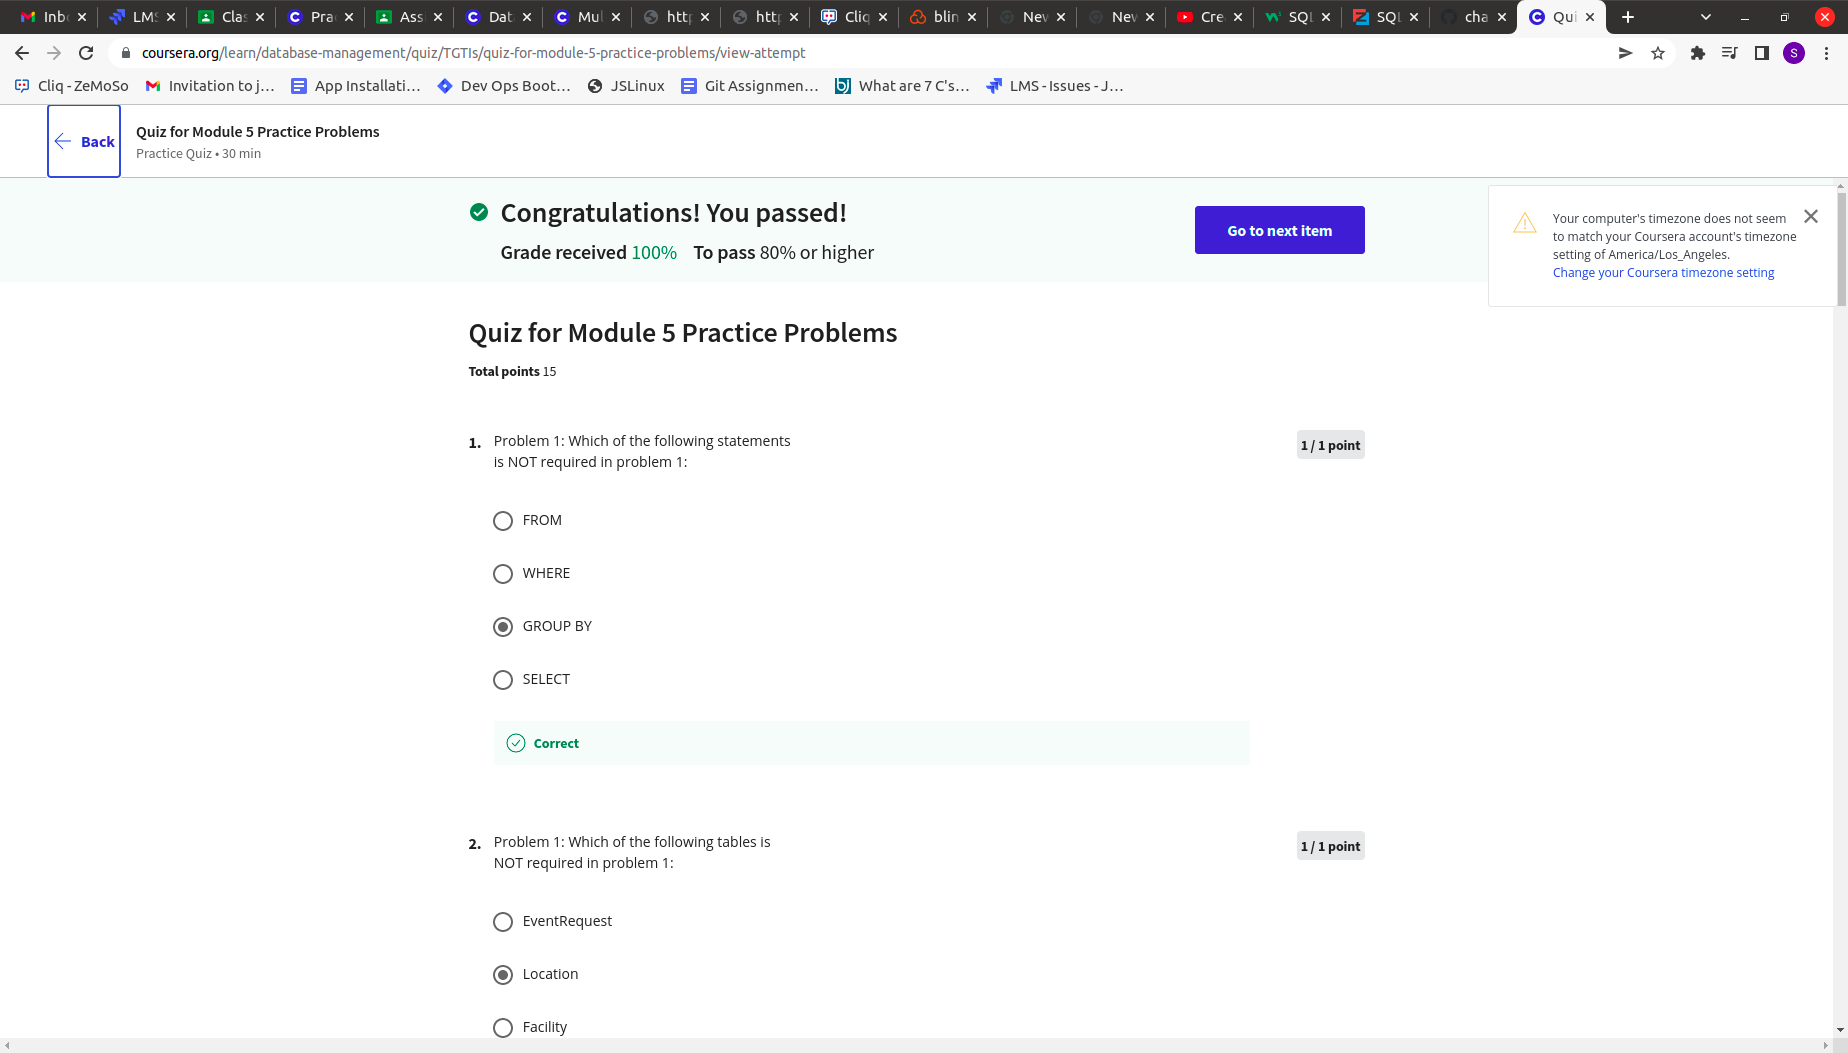 Inb LMS Clas Prac Ass Dat Mul http http Cliq blin New New Cre SQL SQL cha Qui
coursera.org/learn/database-management/quiz/TGTIs/quiz-for-module-5-practice-problems/view-attempt
S
Cliq - ZeMoSo Invitation to j... App Installati... Dev Ops Boot... JSLinux Git Assignmen... What are 7 C's... LMS - Issues - J...
Back
Quiz for Module 5 Practice Problems
Practice Quiz • 30 min
Congratulations! You passed!
Grade received 100% To pass 80% or higher
Go to next item
Your computer's timezone does not seem
to match your Coursera account's timezone
setting of America/Los_Angeles.
Change your Coursera timezone setting
Quiz for Module 5 Practice Problems
Total points 15
1. Problem 1: Which of the following statements
is NOT required in problem 1:
1 / 1 point
FROM
WHERE
GROUP BY
SELECT
Correct
2. Problem 1: Which of the following tables is
NOT required in problem 1:
1 / 1 point
EventRequest
Location
Facility